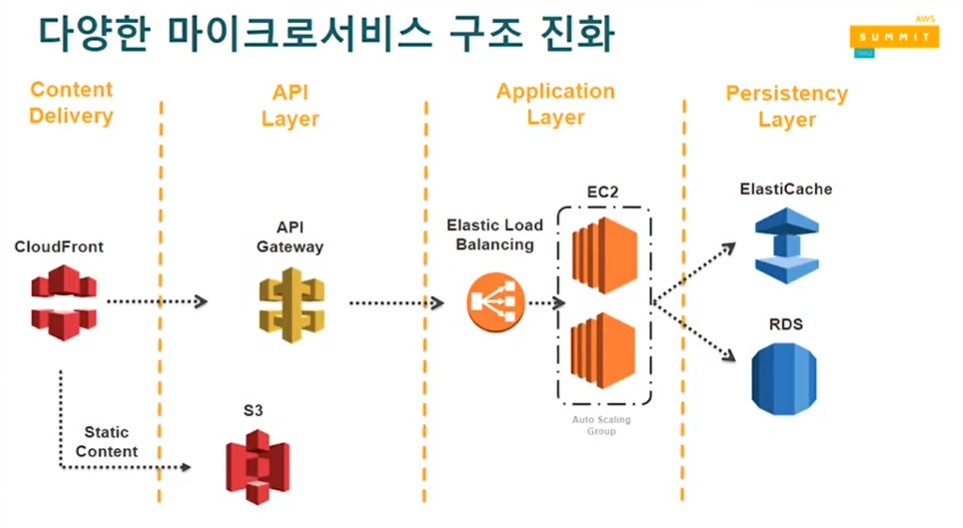 다양한 마이크로서비스 구조 진화
AWS
SUMMIT
Content
Delivery
API
Layer
Application
Layer
Persistency
Layer
CloudFront
API
Gateway
Elastic Load
Balancing
EC2
ElastiCache
RDS
Auto Scaling
Group
S3
Static
Content